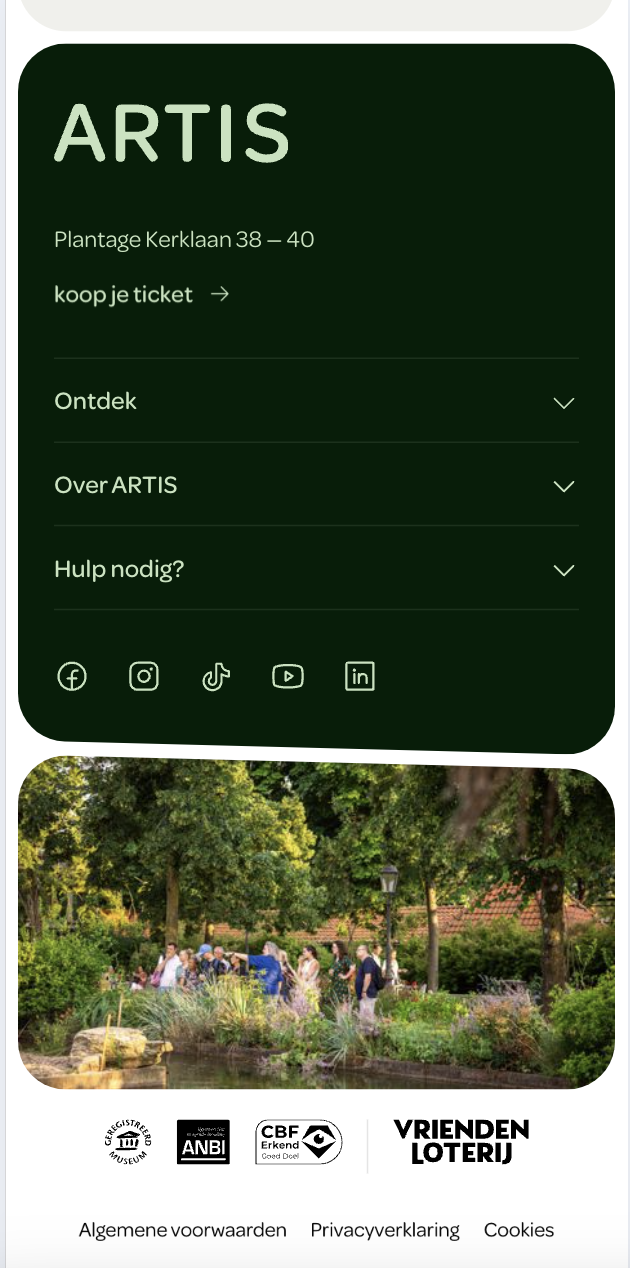 ARTIS
Plantage Kerklaan 38 – 40
koop je ticket →
Ontdek
Over ARTIS
Hulp nodig?
in
GEREGISTREERD
MUSEUM
ANBI
CBF
Erkend
Goed Doel
VRIENDEN
LOTERIJ
Algemene voorwaarden Privacyverklaring Cookies